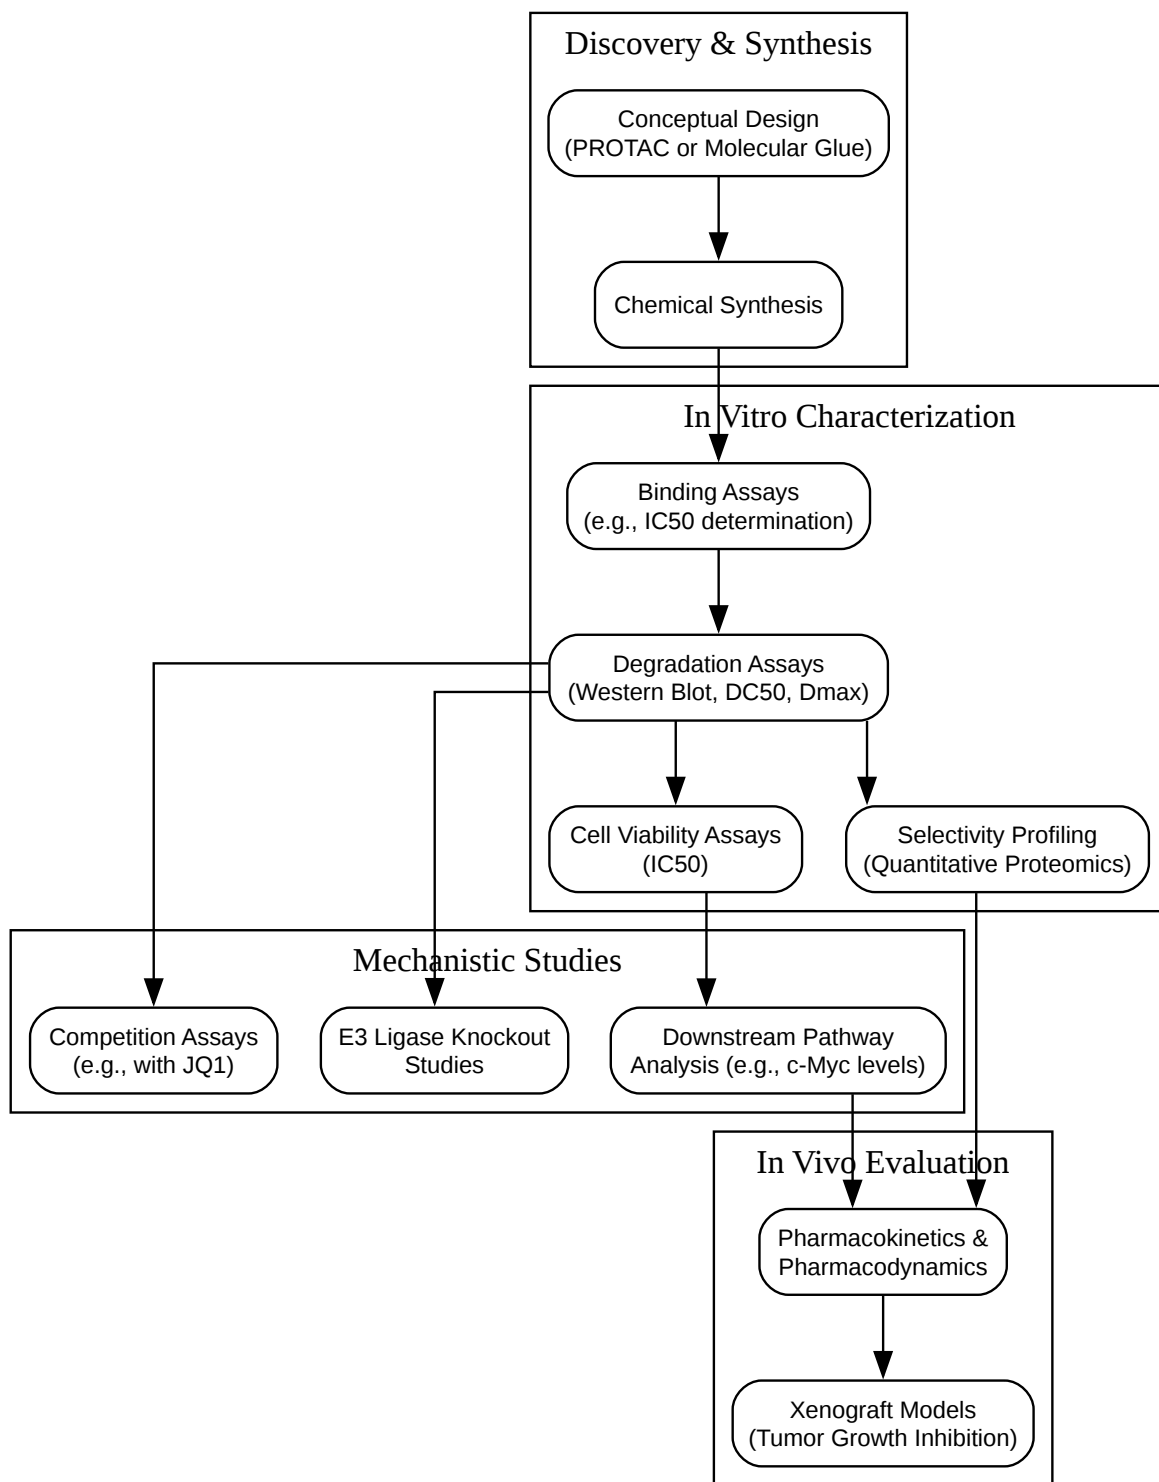 Discovery & Synthesis
Conceptual Design
(PROTAC or Molecular Glue)
Chemical Synthesis
In Vitro Characterization
Binding Assays
(e.g., IC50 determination)
Degradation Assays
(Western Blot, DC50, Dmax)
Cell Viability Assays
(IC50)
Selectivity Profiling
(Quantitative Proteomics)
Mechanistic Studies
Competition Assays
(e.g., with JQ1)
E3 Ligase Knockout
Studies
Downstream Pathway
Analysis (e.g., c-Myc levels)
In Vivo Evaluation
Pharmacokinetics &
Pharmacodynamics
Xenograft Models
(Tumor Growth Inhibition)